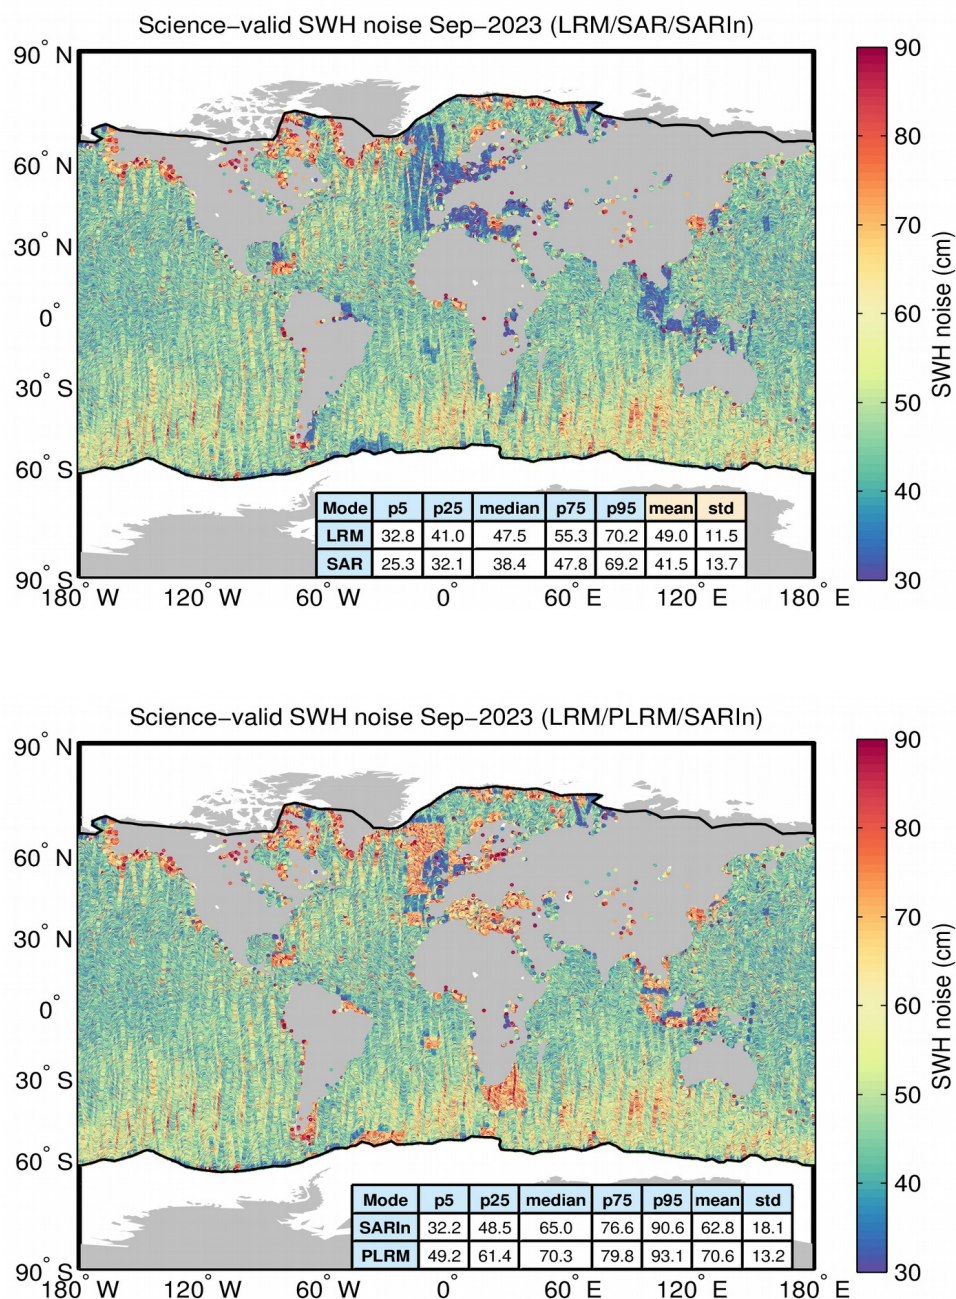 Science−valid SWH noise Sep−2023 (LRM/SAR/SARIn)
90° N
60° N
30° N
0°
30° S
60° S
90° S
180° W 120° W 60° W 0° 60° E 120° E 180° E
90
80
70
60
50
40
30
SWH noise (cm)
Mode p5 p25 median p75 p95 mean std
LRM 32.8 41.0 47.5 55.3 70.2 49.0 11.5
SAR 25.3 32.1 38.4 47.8 69.2 41.5 13.7
Science−valid SWH noise Sep−2023 (LRM/PLRM/SARIn)
90° N
60° N
30° N
0°
30° S
60° S
90° S
180° W 120° W 60° W 0° 60° E 120° E 180° E
90
80
70
60
50
40
30
SWH noise (cm)
Mode p5 p25 median p75 p95 mean std
SARIn 32.2 48.5 65.0 76.6 90.6 62.8 18.1
PLRM 49.2 61.4 70.3 79.8 93.1 70.6 13.2